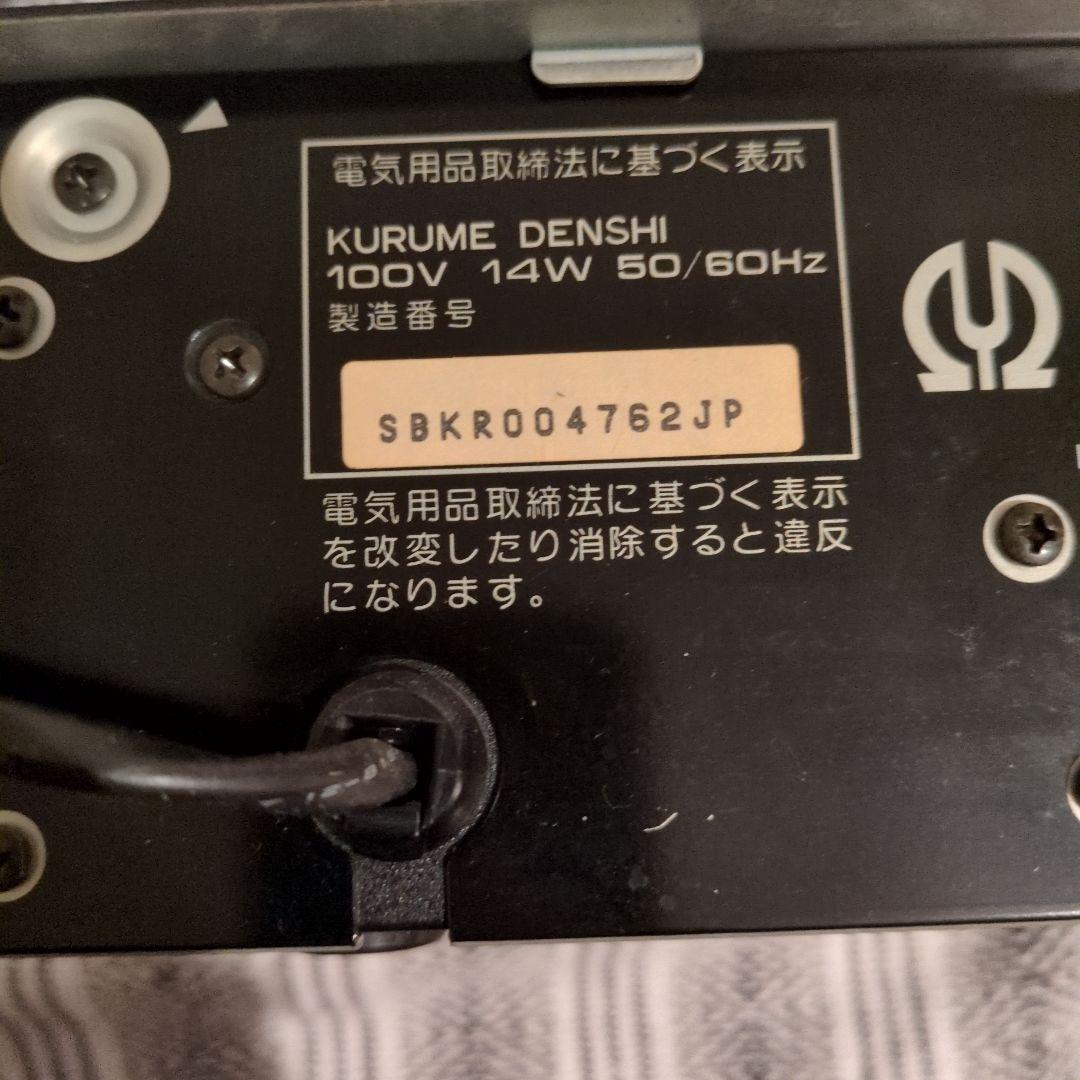 電気用品取締法に基づく表示
KURUME DENSHI
100V 14W 50/60Hz
製造番号
SBKR004762JP
電気用品取締法に基づく表示
を改変したり消除すると違反
になります。